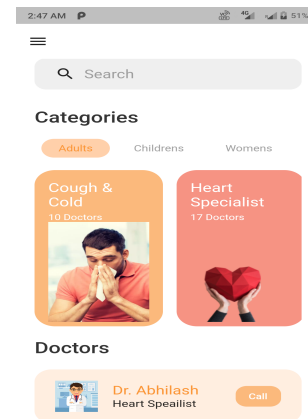 2:47 AM P
4G 51%
Search
Categories
Adults Childrens Womens
Cough &
Cold
10 Doctors
Heart
Specialist
17 Doctors
Doctors
Dr. Abhilash
Heart Speailist
Call